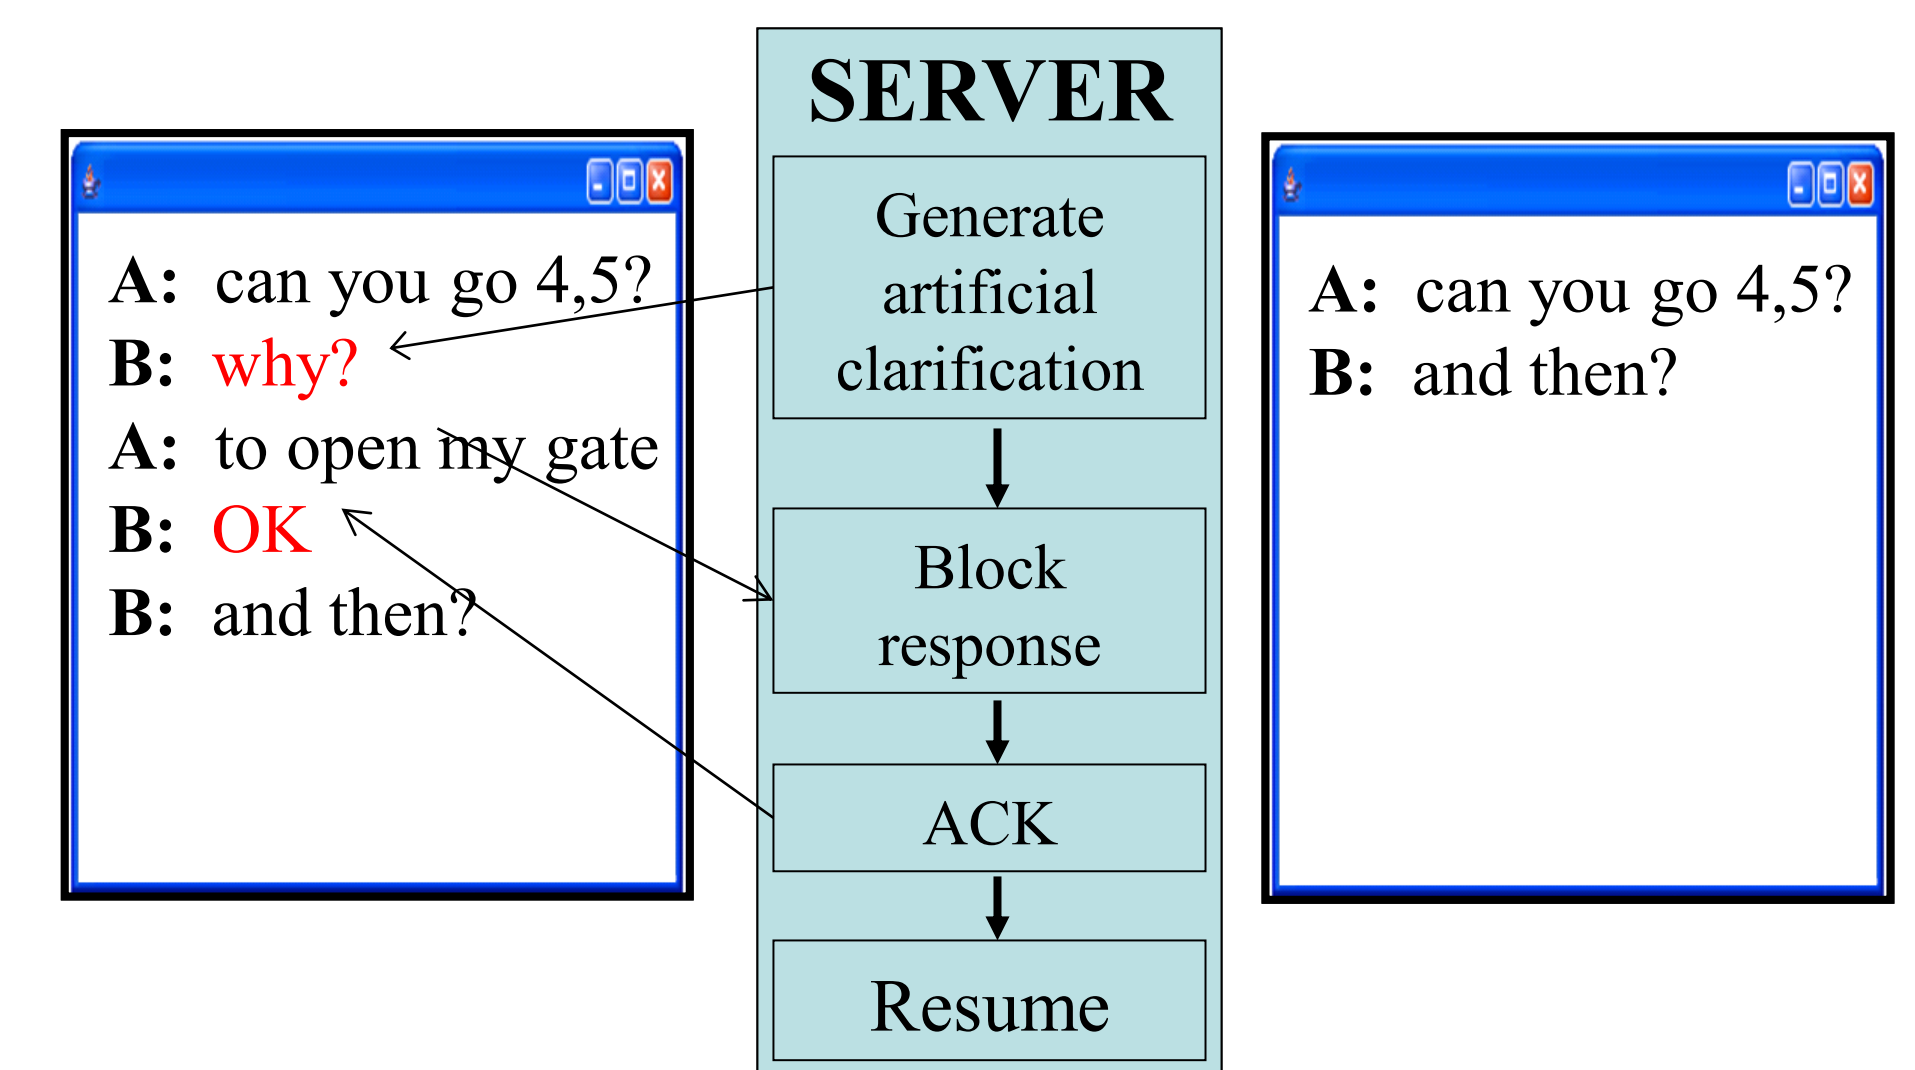 A: can you go 4,5?
B: why?
A: to open my gate
B: OK
B: and then?
SERVER
Generate
artificial
clarification
Block
response
ACK
Resume
A: can you go 4,5?
B: and then?